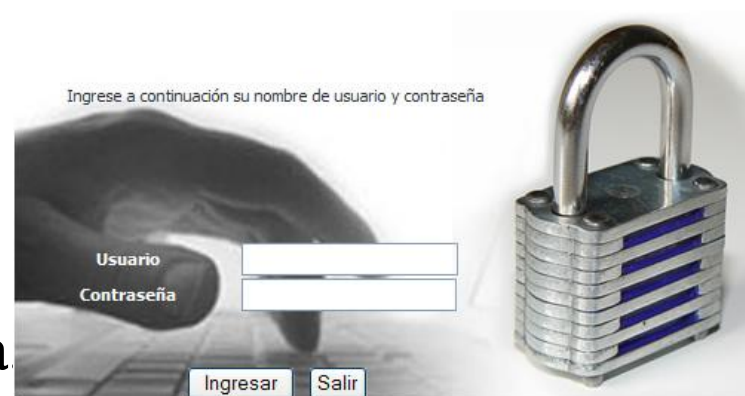 Ingrese a continuación su nombre de usuario y contraseña
Usuario
Contraseña
a.
Ingresar Salir